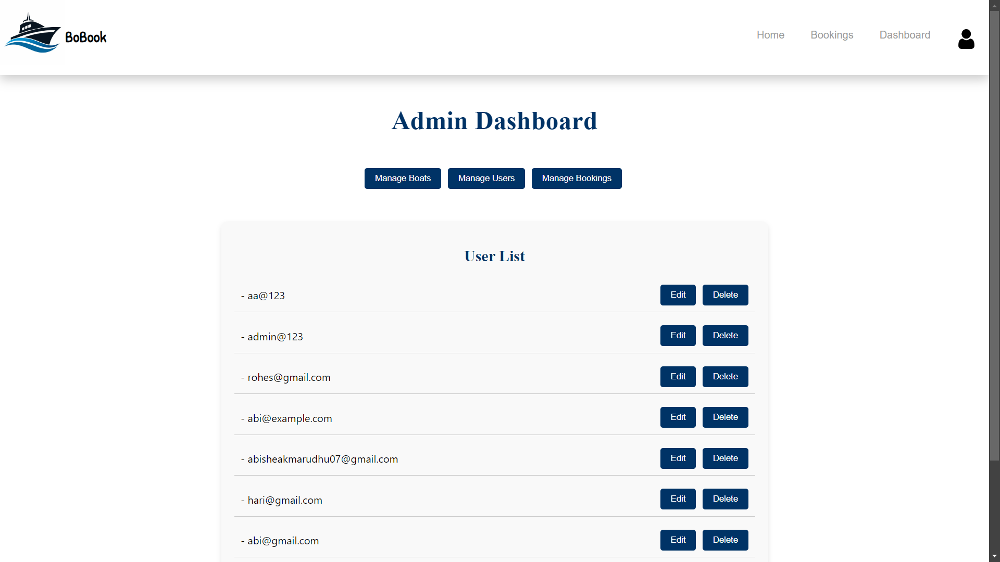 BoBook
Home Bookings Dashboard
Admin Dashboard
Manage Boats Manage Users Manage Bookings
User List
- aa@123 Edit Delete
- admin@123 Edit Delete
- rohes@gmail.com Edit Delete
- abi@example.com Edit Delete
- abisheakmarudhu07@gmail.com Edit Delete
- hari@gmail.com Edit Delete
- abi@gmail.com Edit Delete